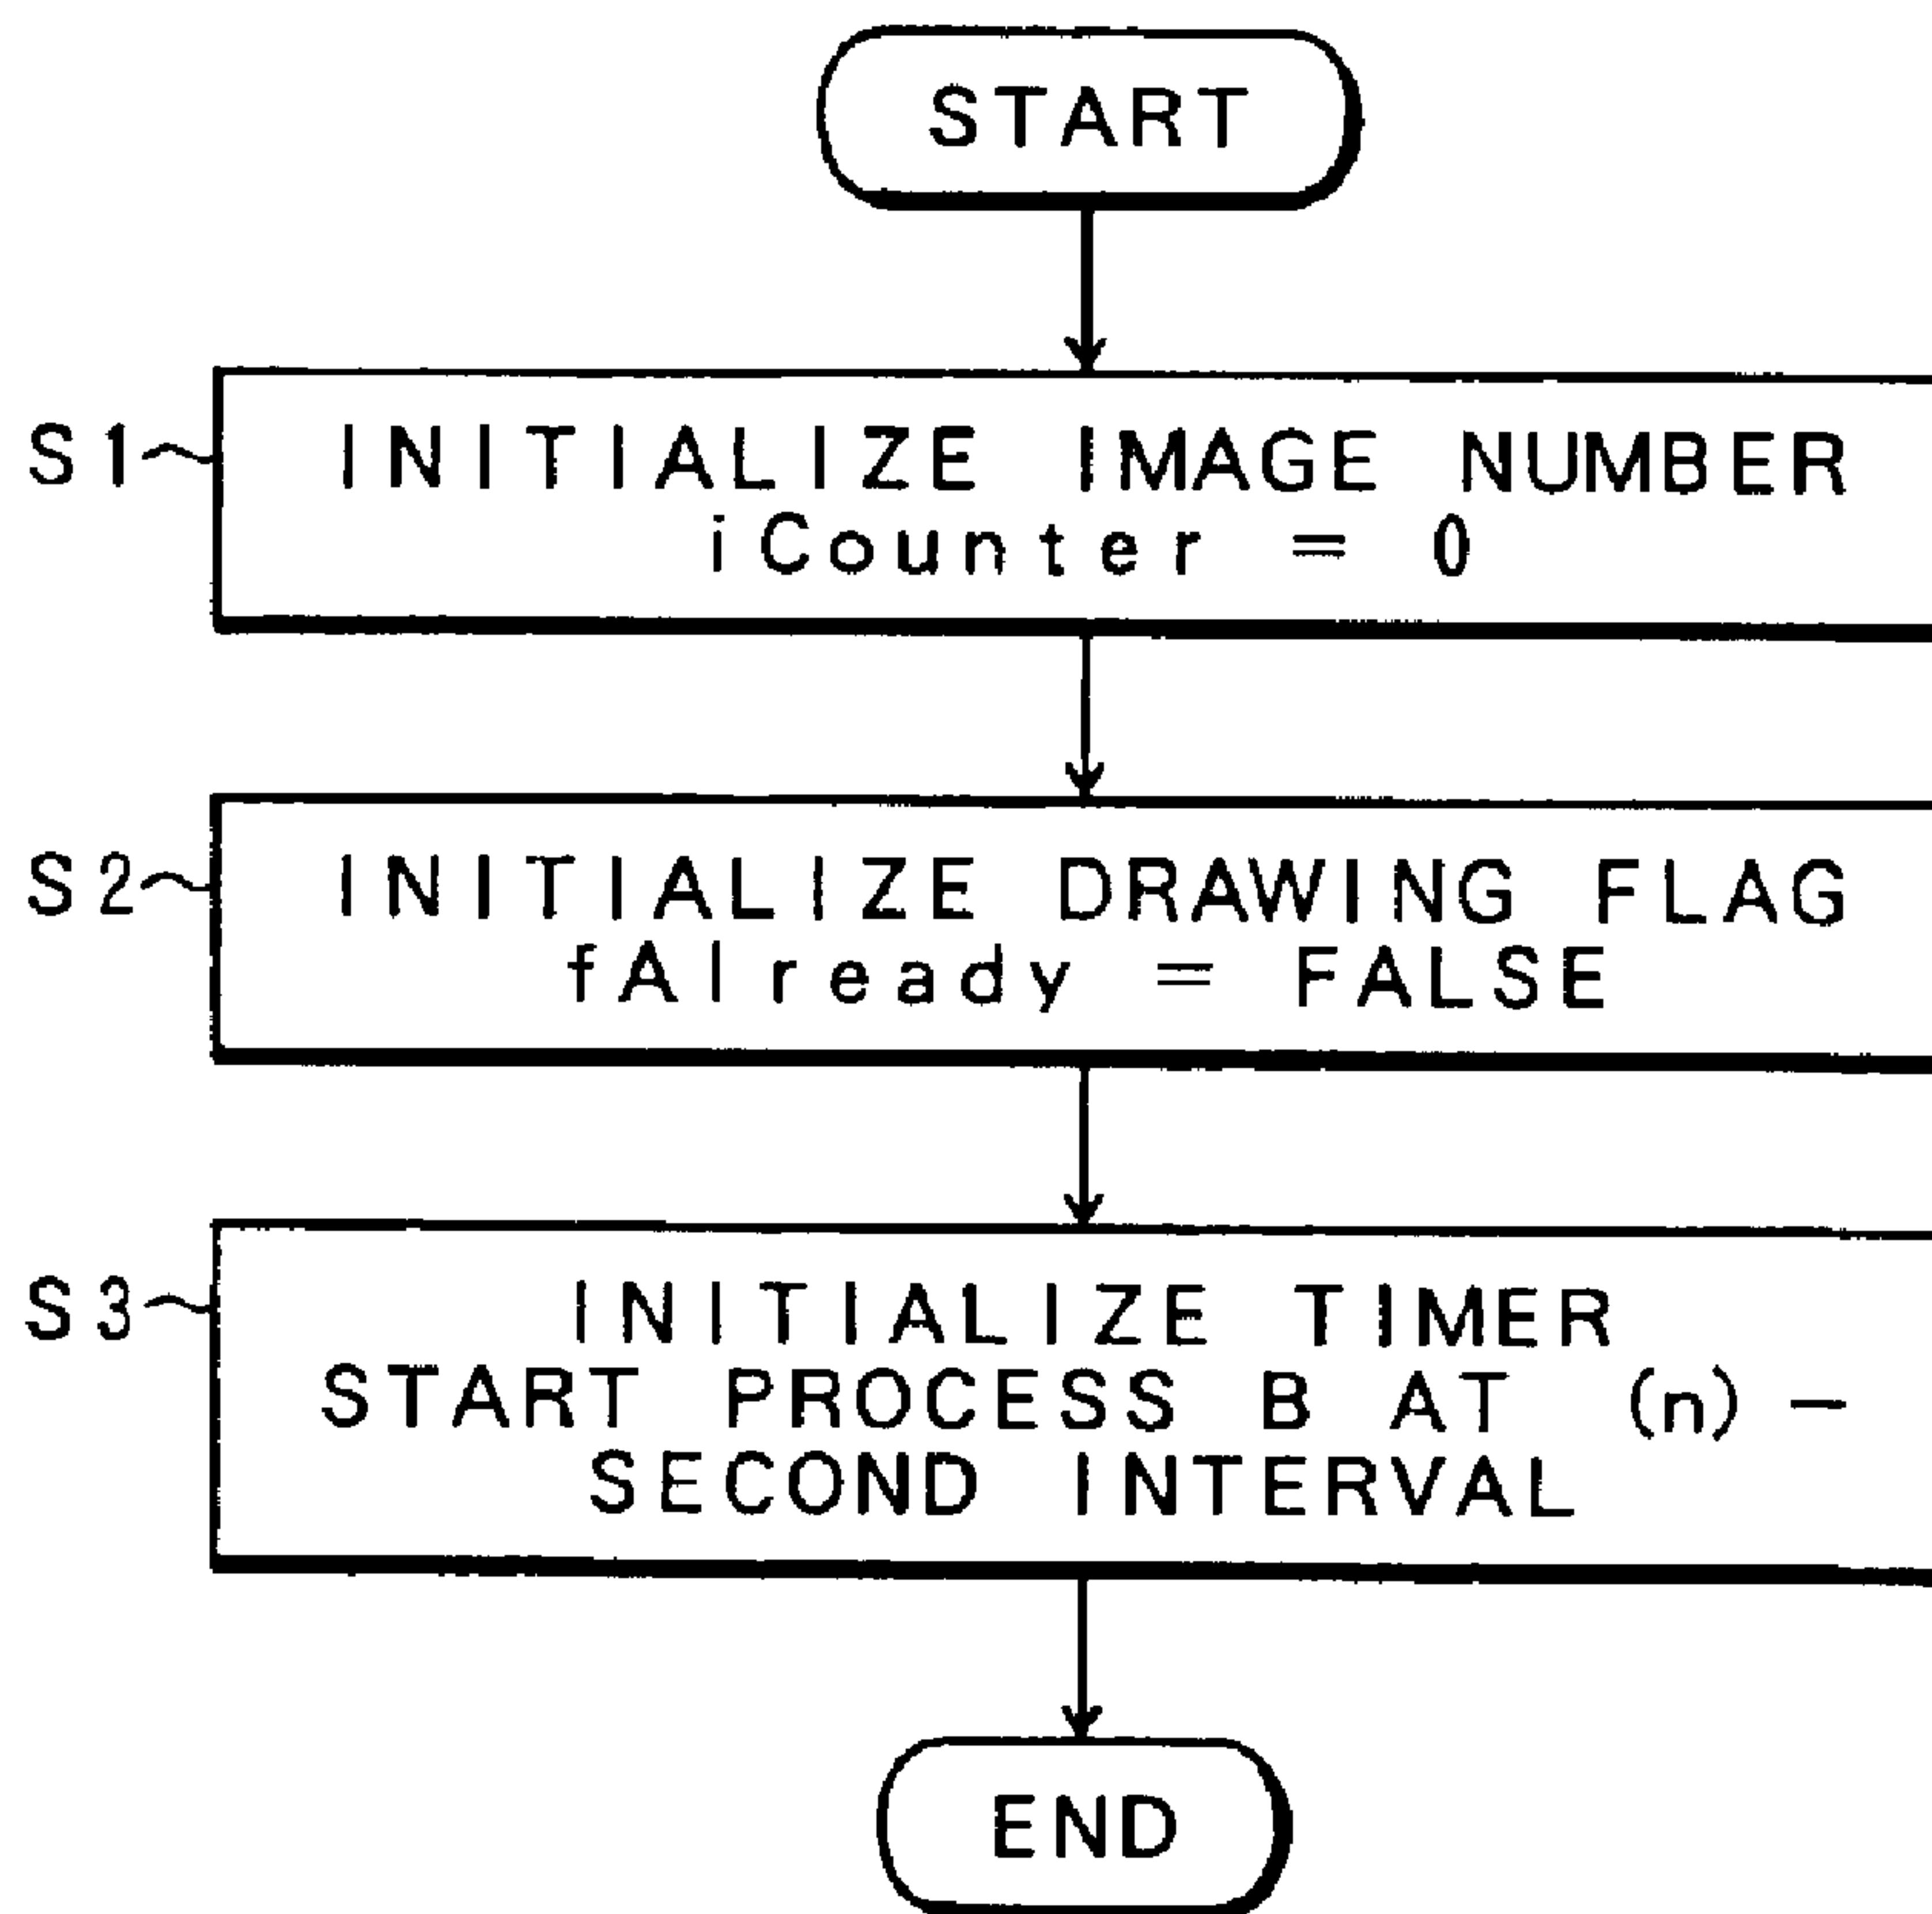 START
S1 INITIALIZE IMAGE NUMBER
iCounter = 0
S2 INITIALIZE DRAWING FLAG
fAlready = FALSE
S3 INITIALIZE TIMER
START PROCESS B AT (n)-
SECOND INTERVAL
END